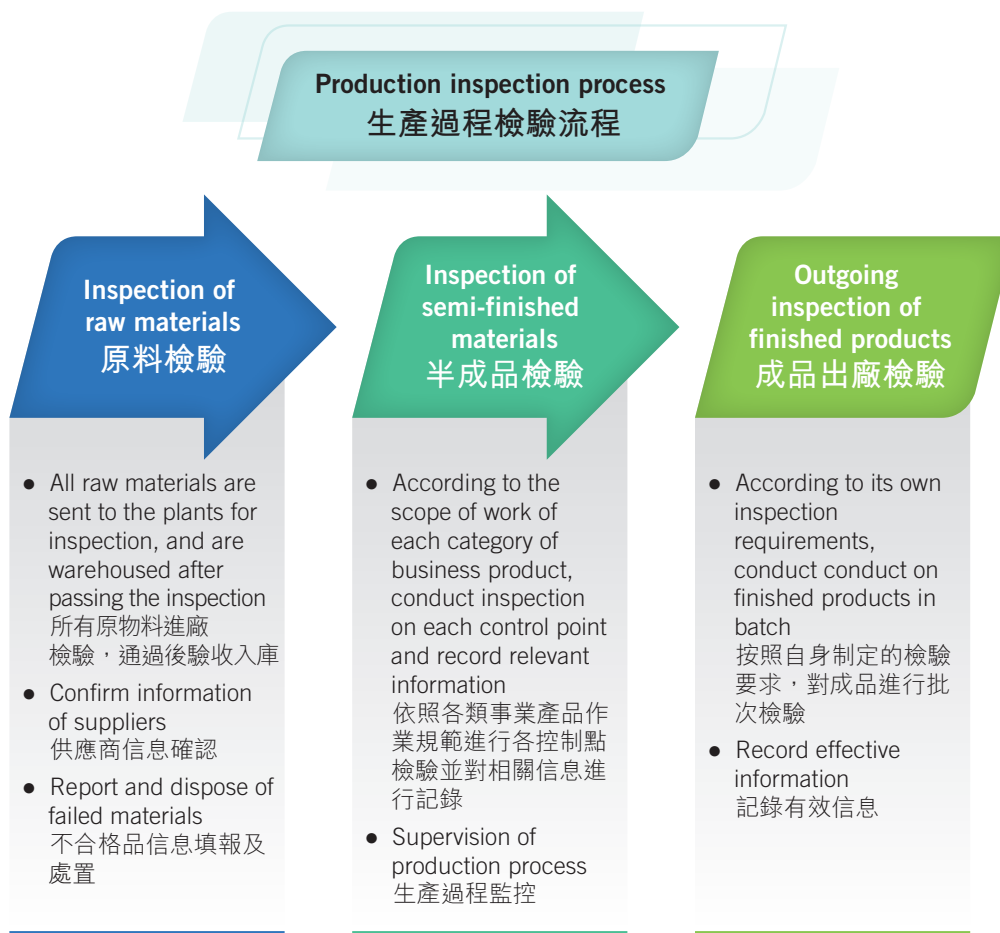 Production inspection process
生產過程檢驗流程
Inspection of
raw materials
原料檢驗
● All raw materials are
sent to the plants for
inspection, and are
warehoused after
passing the inspection
所有原物料進廠
檢驗，通過後驗收入庫
● Confirm information
of suppliers
供應商信息確認
● Report and dispose of
failed materials
不合格品信息填報及
處置
Inspection of
semi-finished
materials
半成品檢驗
● According to the
scope of work of
each category of
business product,
conduct inspection
on each control point
and record relevant
information
依照各類事業產品作
業規範進行各控制點
檢驗並對相關信息進
行記錄
● Supervision of
production process
生產過程監控
Outgoing
inspection of
finished products
成品出廠檢驗
● According to its own
inspection
requirements,
conduct conduct on
finished products in
batch
按照自身制定的檢驗
要求，對成品進行批
次檢驗
● Record effective
information
記錄有效信息